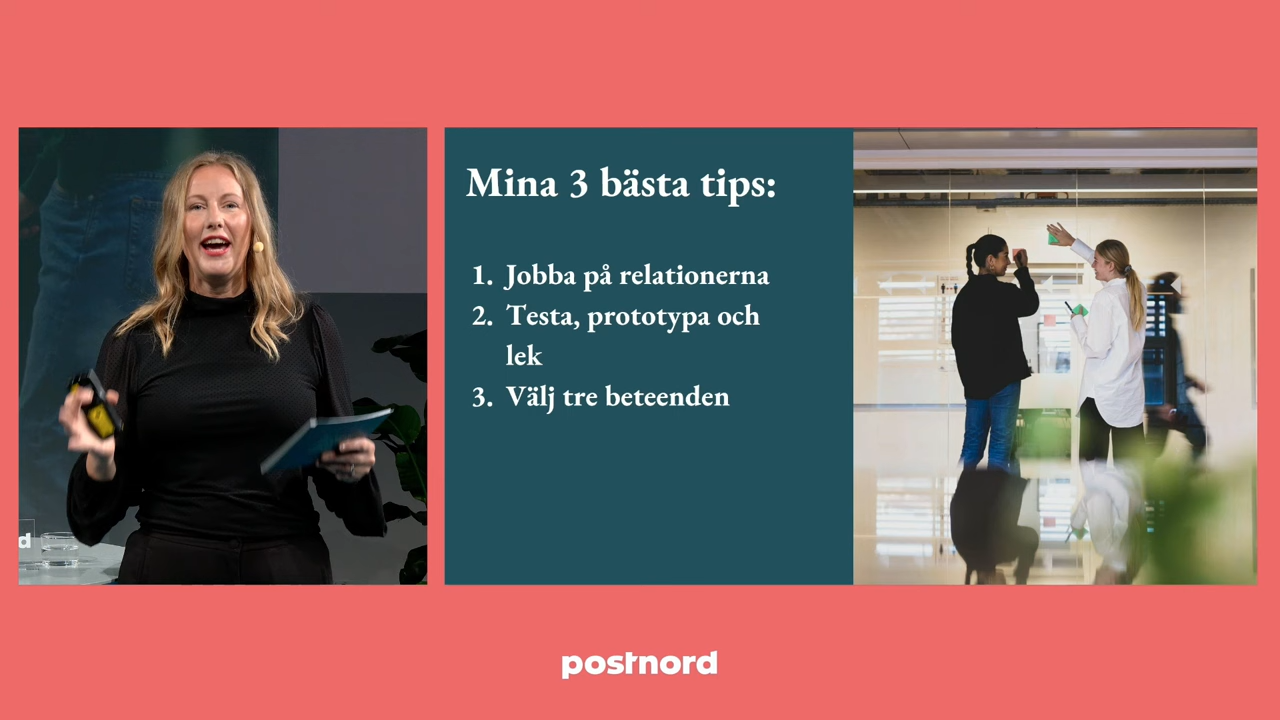 Mina 3 bästa tips:
1. Jobba på relationerna
2. Testa, prototypa och
lek
3. Välj tre beteenden
d
postnord